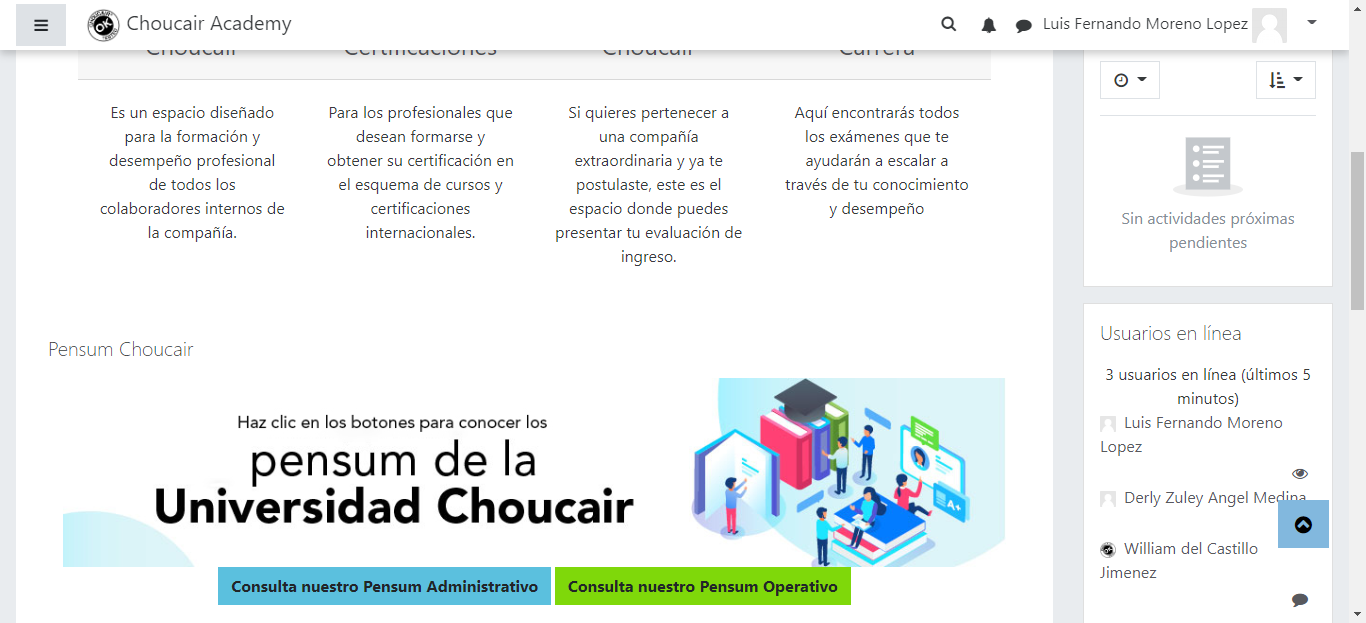 Choucair Academy
Luis Fernando Moreno Lopez
Choucair
Certificaciones
Choucair
Carrera
Es un espacio diseñado
para la formación y
desempeño profesional
de todos los
colaboradores internos de
la compañía.
Para los profesionales que
desean formarse y
obtener su certificación en
el esquema de cursos y
certificaciones
internacionales.
Si quieres pertenecer a
una compañía
extraordinaria y ya te
postulaste, este es el
espacio donde puedes
presentar tu evaluación de
ingreso.
Aquí encontrarás todos
los exámenes que te
ayudarán a escalar a
través de tu conocimiento
y desempeño
Pensum Choucair
Haz clic en los botones para conocer los
pensum de la
Universidad Choucair
A+
Consulta nuestro Pensum Administrativo
Consulta nuestro Pensum Operativo
Sin actividades próximas
pendientes
Usuarios en línea
3 usuarios en línea (últimos 5
minutos)
Luis Fernando Moreno
Lopez
Derly Zuley Angel Medina
William del Castillo
Jimenez